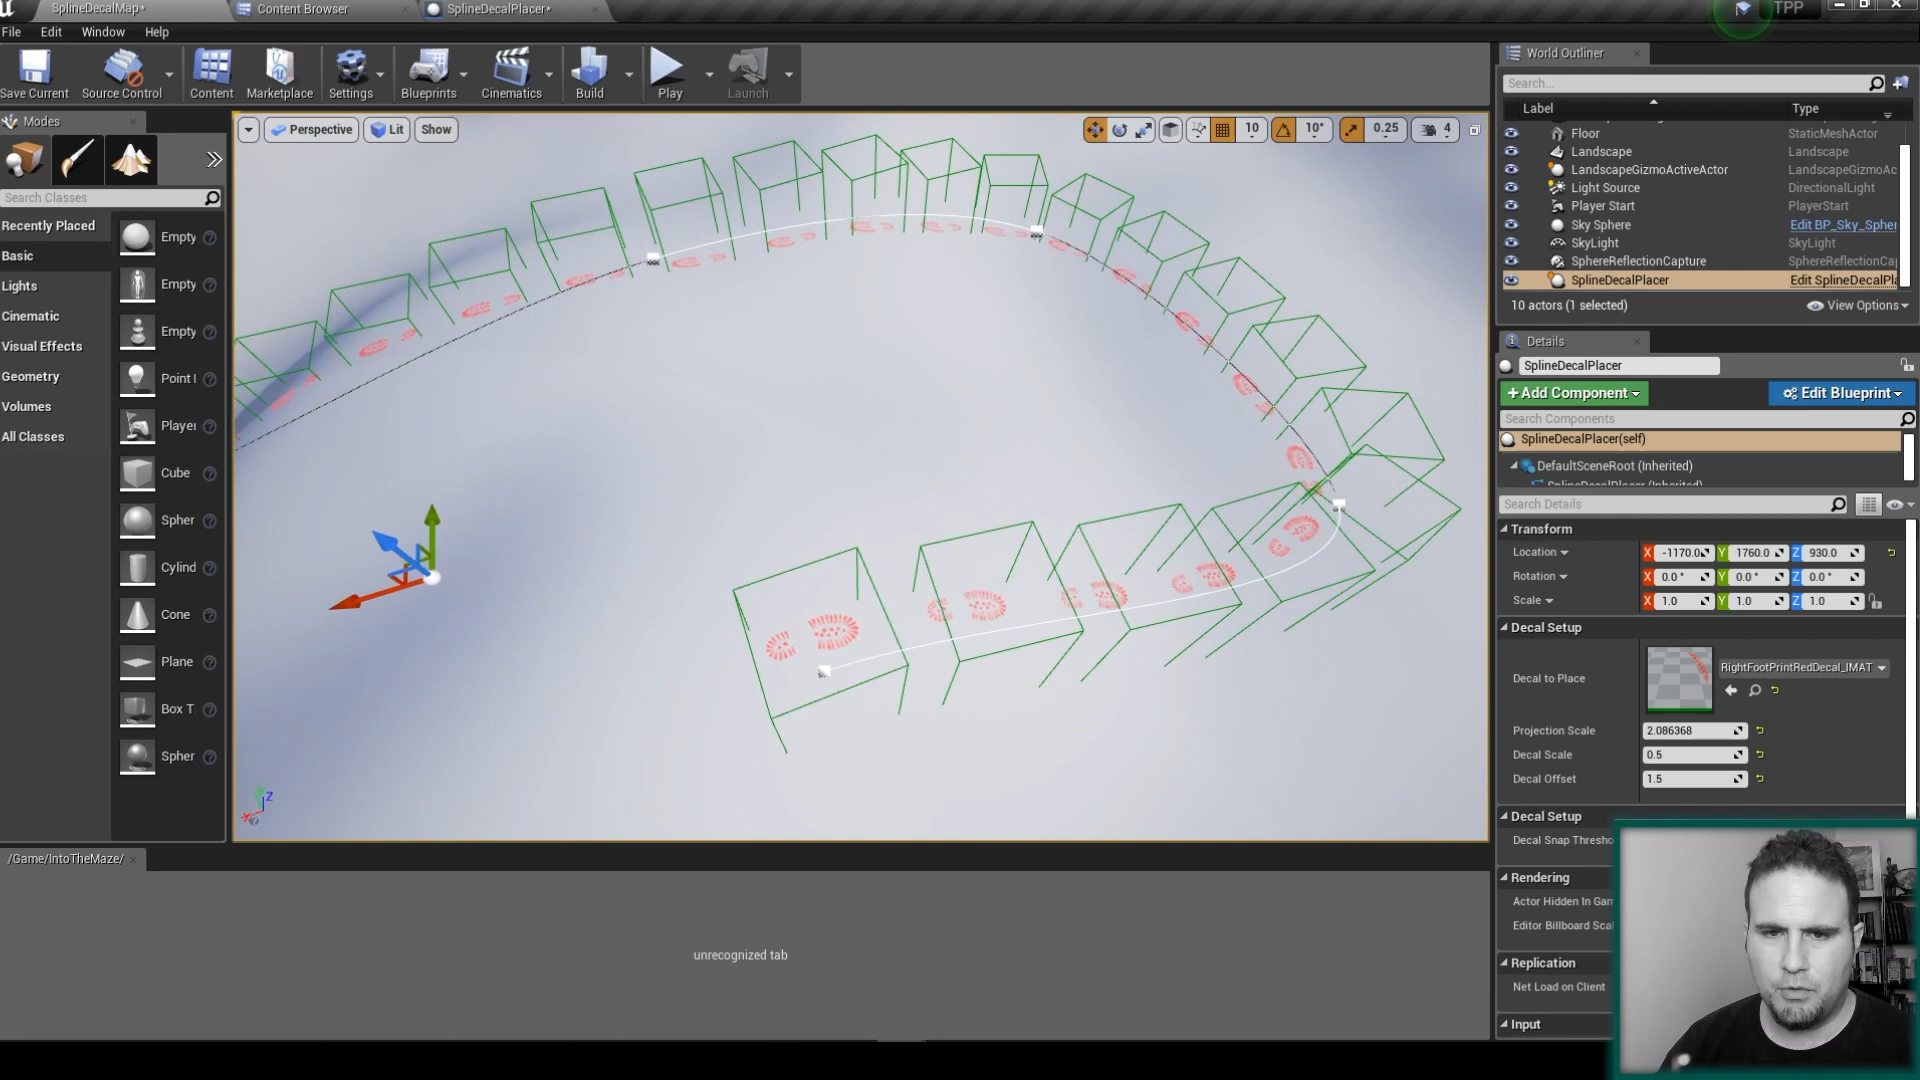 SplineDecalMap*
Content Browser
SplineDecalPlacer*
TPP
File Edit Window Help
Save Current
Source Control
Content
Marketplace
Settings
Blueprints
Cinematics
Build
Play
Launch
Modes
Search Classes
Recently Placed
Basic
Lights
Cinematic
Visual Effects
Geometry
Volumes
All Classes
Empty
Empty
Empty
Point
Player
Cube
Spher
Cylind
Cone
Plane
Box T
Spher
Perspective
Lit
Show
10
10°
0.25
4
World Outliner
Search...
Label Type
Floor StaticMeshActor
Landscape Landscape
LandscapeGizmoActiveActor LandscapeGizmoAc
Light Source DirectionalLight
Player Start PlayerStart
Sky Sphere Edit BP_Sky_Spher
SkyLight SkyLight
SphereReflectionCapture SphereReflectionCa
SplineDecalPlacer Edit SplineDecalPl
10 actors (1 selected)
View Options
Details
SplineDecalPlacer
+Add Component
Edit Blueprint
Search Components
SplineDecalPlacer(self)
DefaultSceneRoot (Inherited)
SplineDecalPlacer (Inherited)
Search Details
Transform
Location X -1170.0 Y 1760.0 Z 930.0
Rotation X 0.0 ° Y 0.0 ° Z 0.0 °
Scale X 1.0 Y 1.0 Z 1.0
Decal Setup
Decal to Place
RightFootPrintRedDecal_IMAT
Projection Scale 2.086368
Decal Scale 0.5
Decal Offset 1.5
Decal Setup
Decal Snap Thresho
Rendering
Actor Hidden In Gam
Editor Billboard Scal
Replication
Net Load on Client
Input
/Game/IntoTheMaze/
unrecognized tab
Z
X